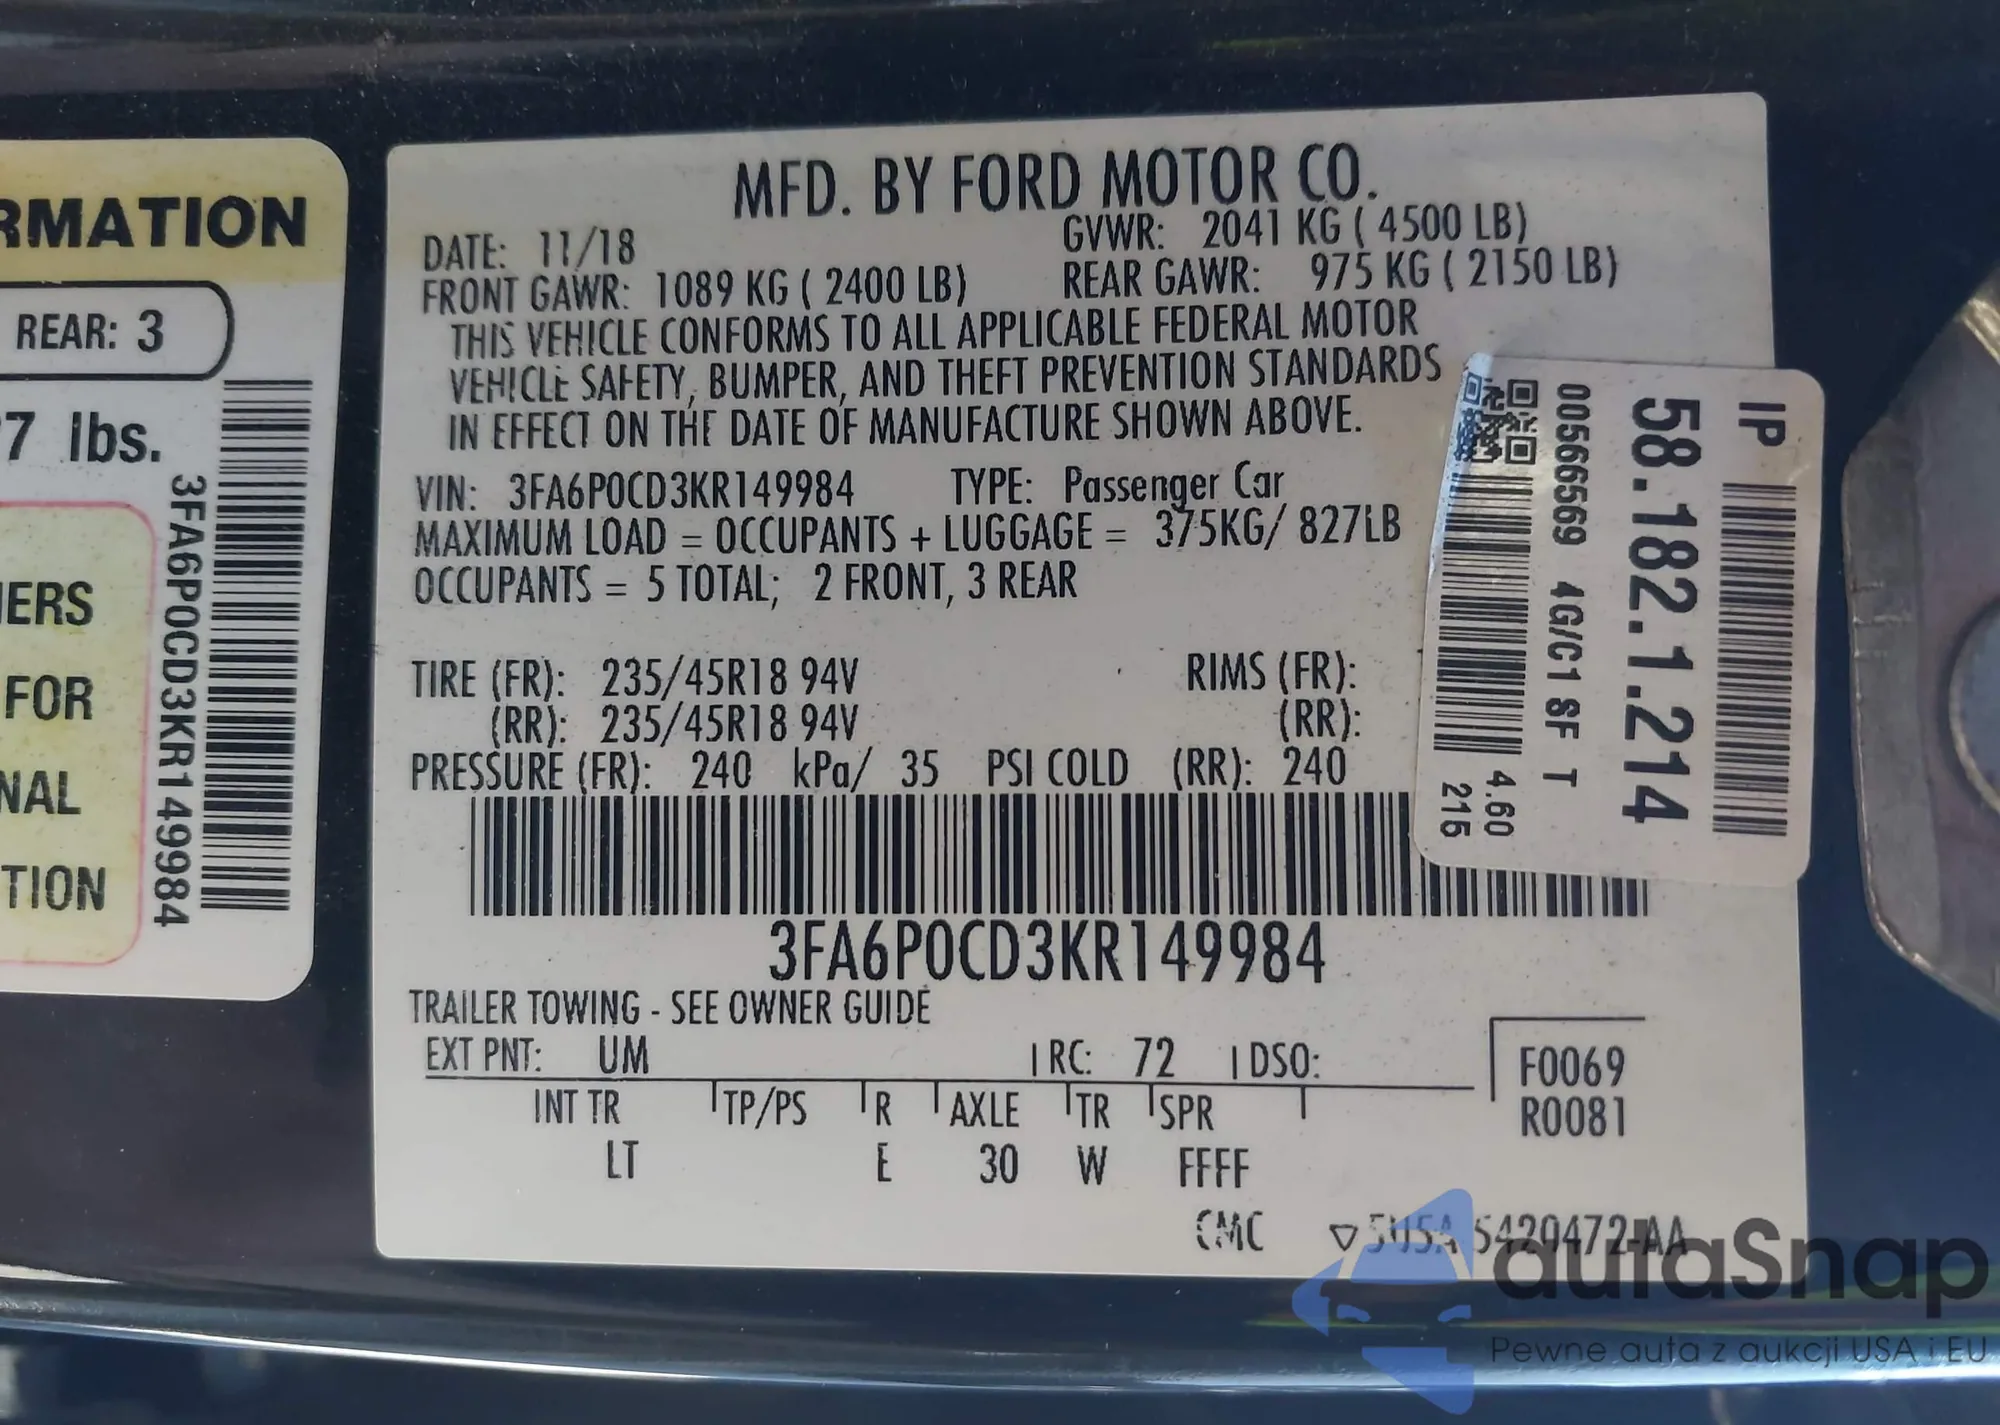 RMATION
REAR: 3
7 lbs.
3FA6P0CD3KR149984
IERS
FOR
NAL
TION
MFD. BY FORD MOTOR CO.
DATE: 11/18 GVWR: 2041 KG ( 4500 LB)
FRONT GAWR: 1089 KG ( 2400 LB) REAR GAWR: 975 KG ( 2150 LB)
THIS VEHICLE CONFORMS TO ALL APPLICABLE FEDERAL MOTOR
VEHICLE SAFETY, BUMPER, AND THEFT PREVENTION STANDARDS
IN EFFECT ON THE DATE OF MANUFACTURE SHOWN ABOVE.
VIN: 3FA6P0CD3KR149984 TYPE: Passenger Car
MAXIMUM LOAD = OCCUPANTS + LUGGAGE = 375KG/ 827LB
OCCUPANTS = 5 TOTAL; 2 FRONT, 3 REAR
TIRE (FR): 235/45R18 94V RIMS (FR):
(RR): 235/45R18 94V (RR):
PRESSURE (FR): 240 kPa/ 35 PSI COLD (RR): 240
3FA6P0CD3KR149984
TRAILER TOWING - SEE OWNER GUIDE
EXT PNT: UM RC: 72 DSO:
F0069
R0081
INT TR TP/PS R AXLE TR SPR
LT E 30 W FFFF
CMC 5U5A S420472-AA
IP
58.182.1.214
00566569 4G/C1 SF T
4.60
215
autaSnap
Pewne auta z aukcji USA i EU